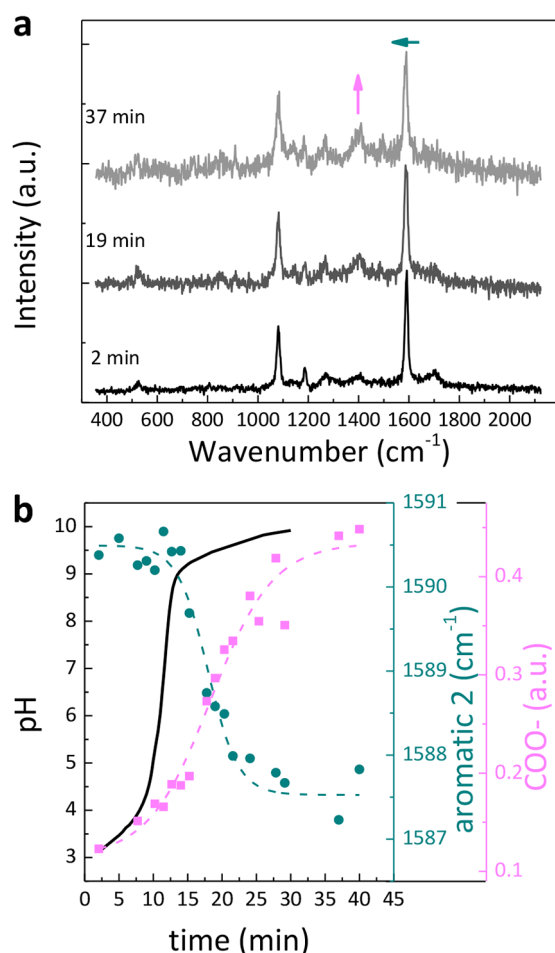 a
Intensity (a.u.)
37 min
19 min
2 min
400 600 800 1000 1200 1400 1600 1800 2000
Wavenumber (cm-1)
b
pH
10
9
8
7
6
5
4
3
0 5 10 15 20 25 30 35 40 45
time (min)
1591
1590
1589
1588
1587
aromatic 2 (cm-1)
0.4
0.3
0.2
0.1
COO- (a.u.)